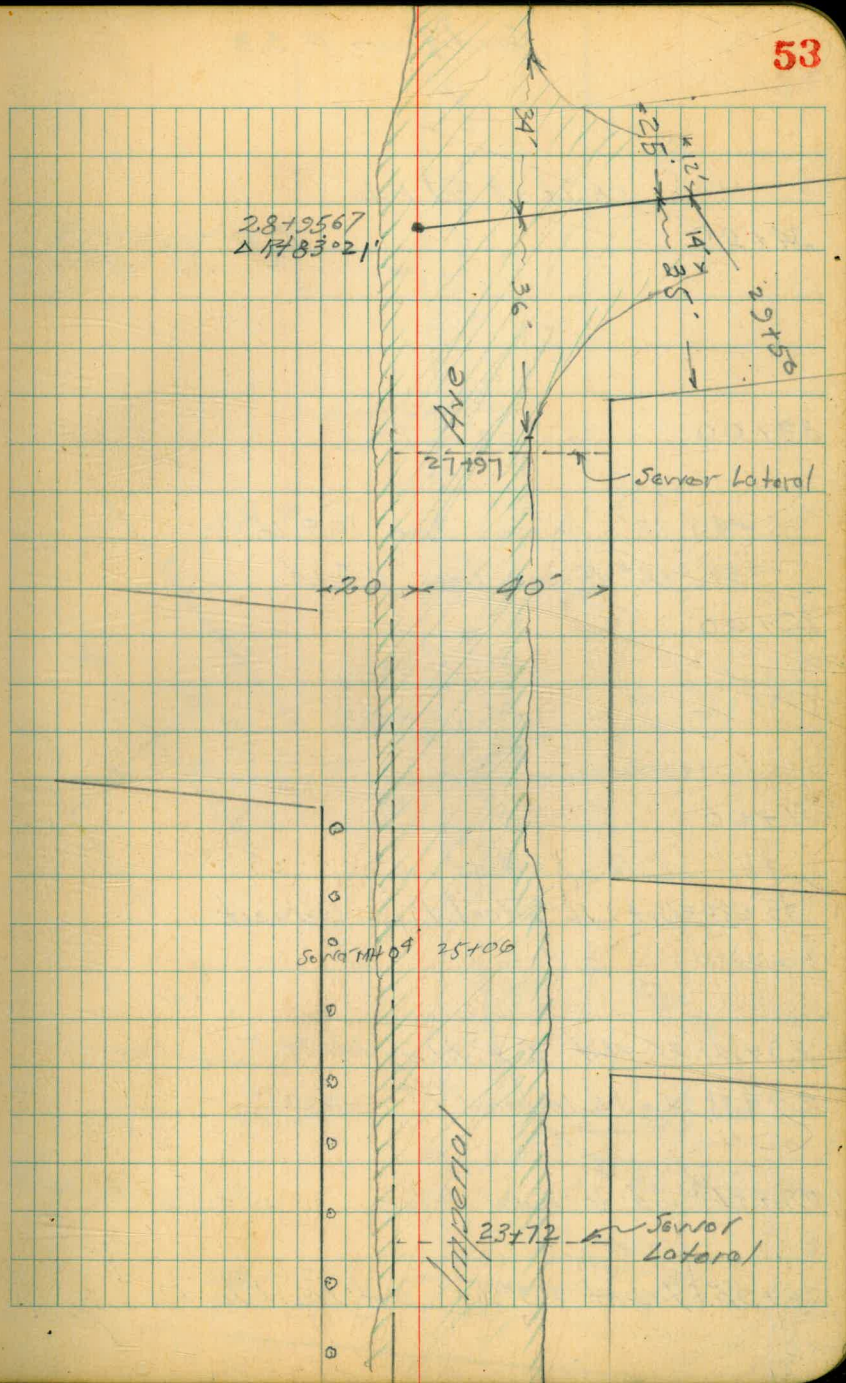 53
34'
25'
12'
28+95.67
Δ Rt 83°21'
14'
35'
36'
29+50
Ave
27+97
Sewer Lateral
20
40'
Sewer MH 25+06
Imperial
23+72
Sewer
Lateral